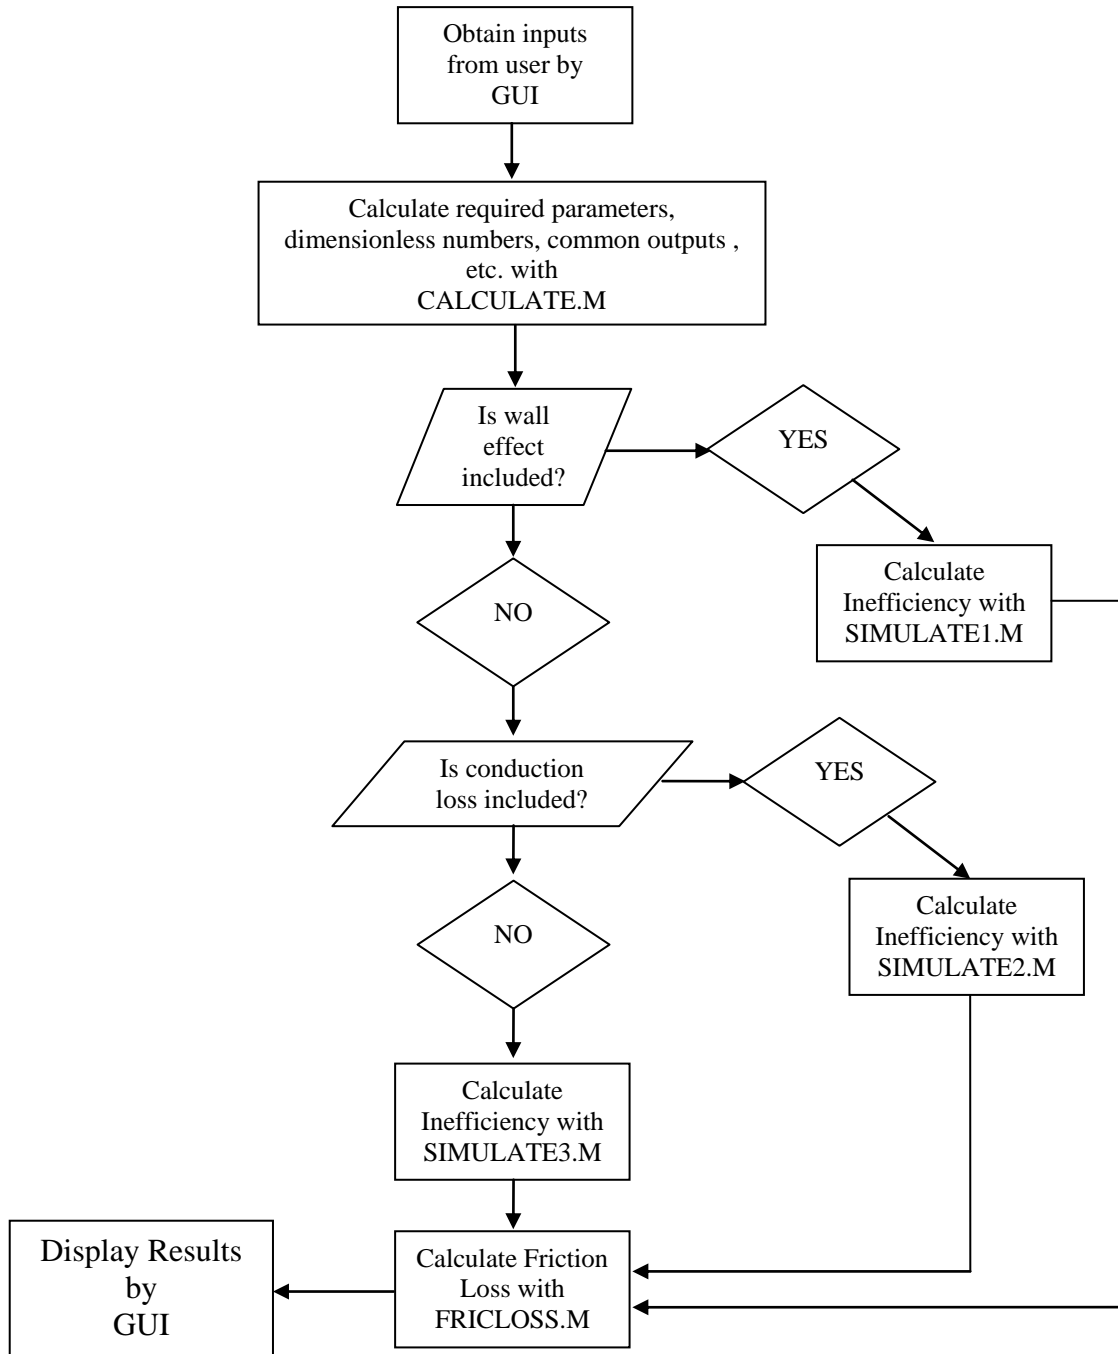 Obtain inputs
from user by
GUI
Calculate required parameters,
dimensionless numbers, common outputs ,
etc. with
CALCULATE.M
Is wall
effect
included?
YES
Calculate
Inefficiency with
SIMULATE1.M
NO
Is conduction
loss included?
YES
Calculate
Inefficiency with
SIMULATE2.M
NO
Calculate
Inefficiency with
SIMULATE3.M
Calculate Friction
Loss with
FRICLOSS.M
Display Results
by
GUI